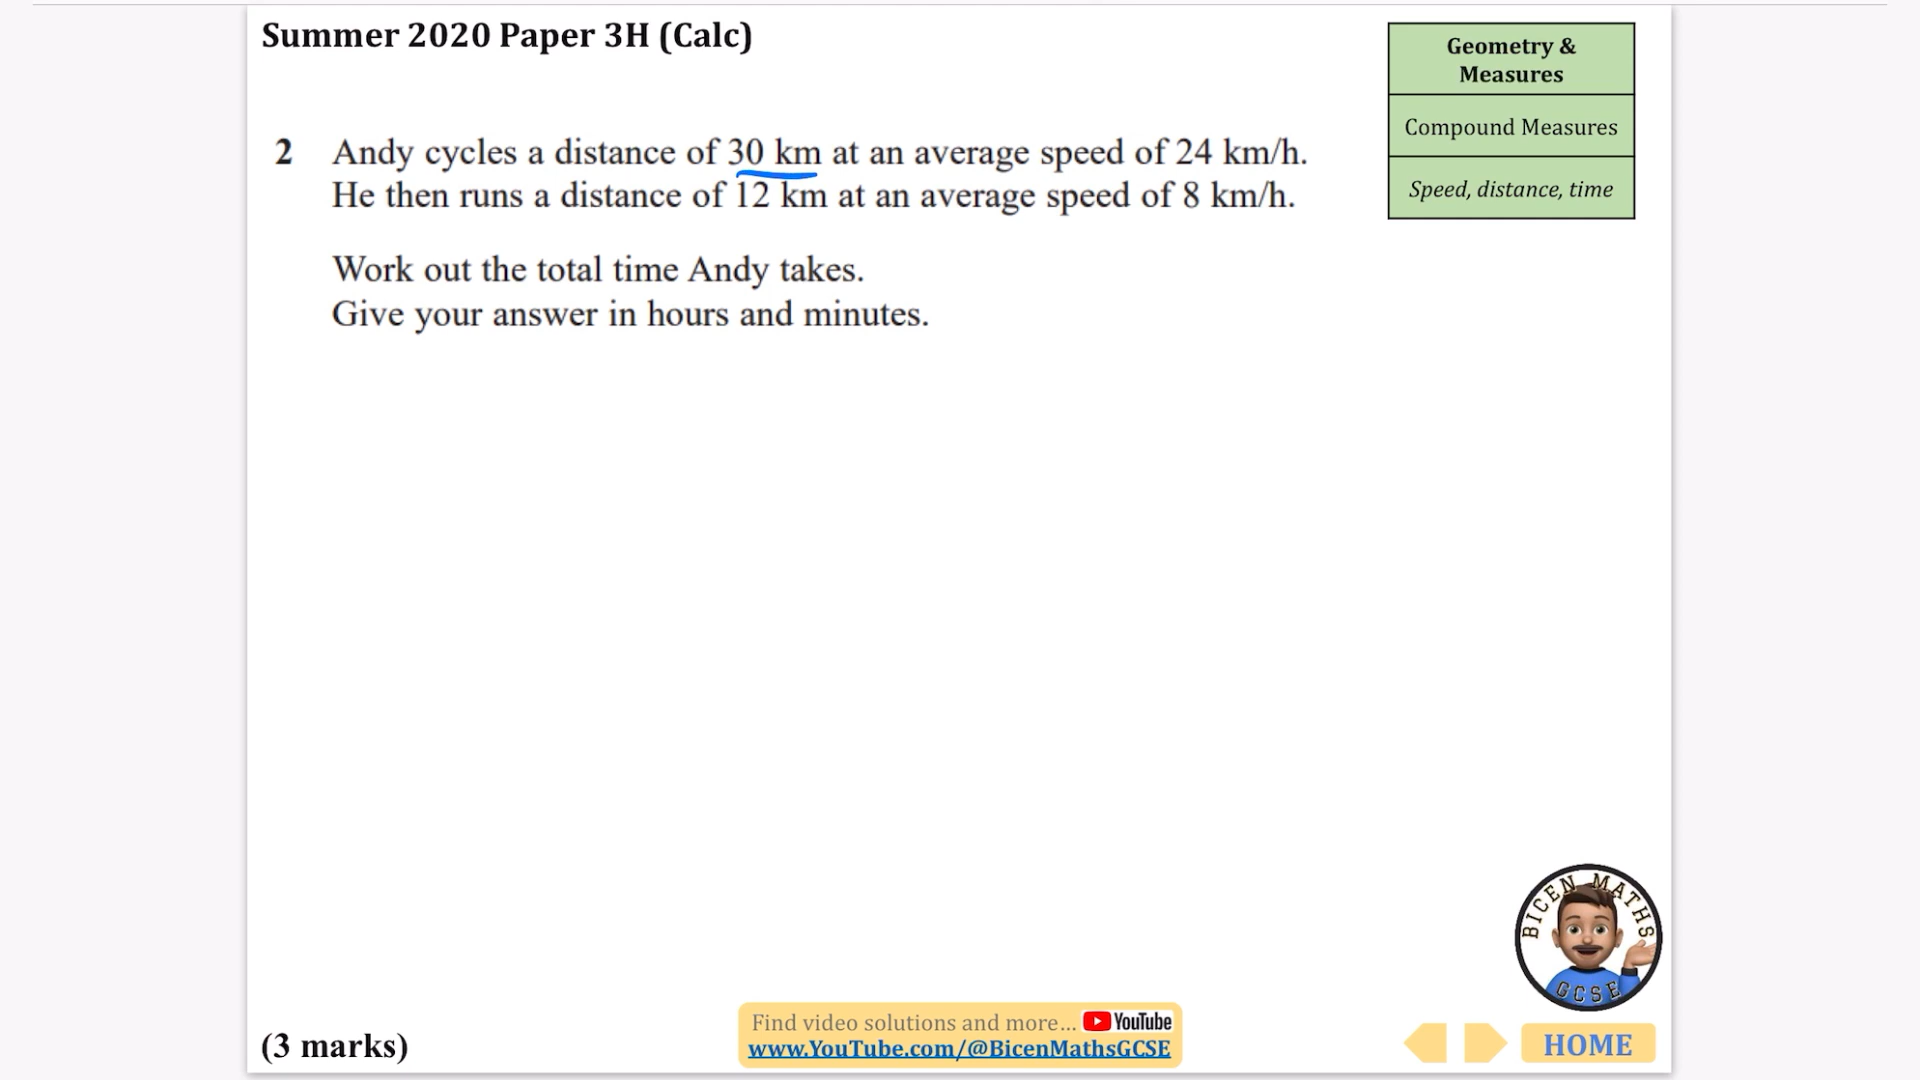 Summer 2020 Paper 3H (Calc)
Geometry &
Measures
Compound Measures
Speed, distance, time
2 Andy cycles a distance of 30 km at an average speed of 24 km/h.
He then runs a distance of 12 km at an average speed of 8 km/h.
Work out the total time Andy takes.
Give your answer in hours and minutes.
BICEN MATHS
GCSE
(3 marks)
Find video solutions and more... YouTube
www.YouTube.com/@BicenMathsGCSE
HOME